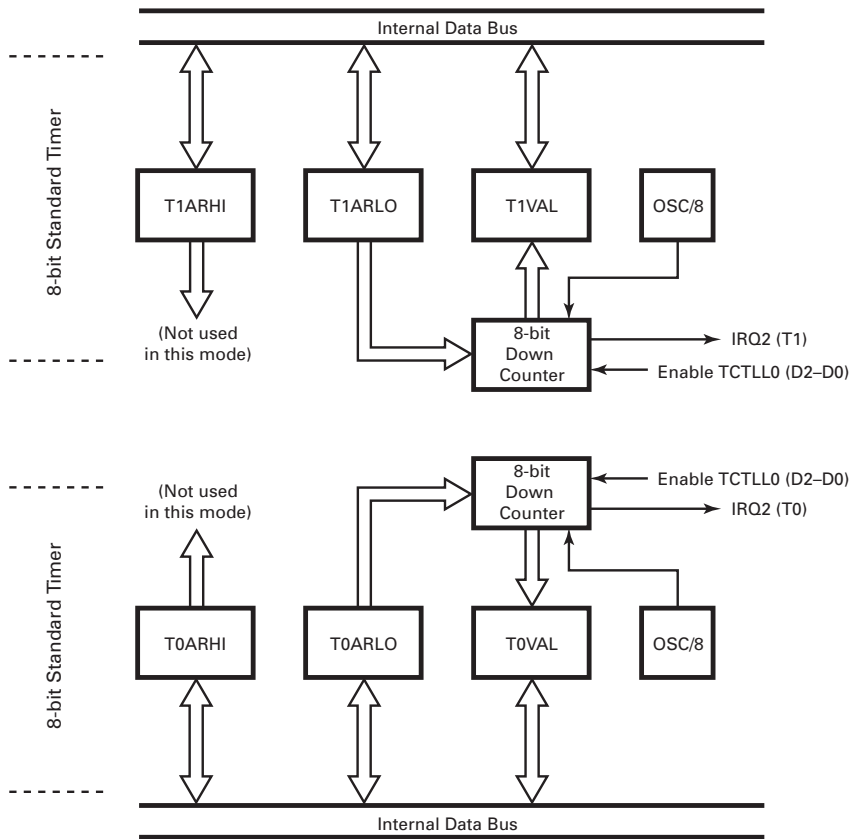 Internal Data Bus
8-bit Standard Timer
T1ARHI
T1ARLO
T1VAL
OSC/8
(Not used
in this mode)
8-bit
Down
Counter
IRQ2 (T1)
Enable TCTLL0 (D2–D0)
8-bit Standard Timer
(Not used
in this mode)
8-bit
Down
Counter
Enable TCTLL0 (D2–D0)
IRQ2 (T0)
T0ARHI
T0ARLO
T0VAL
OSC/8
Internal Data Bus